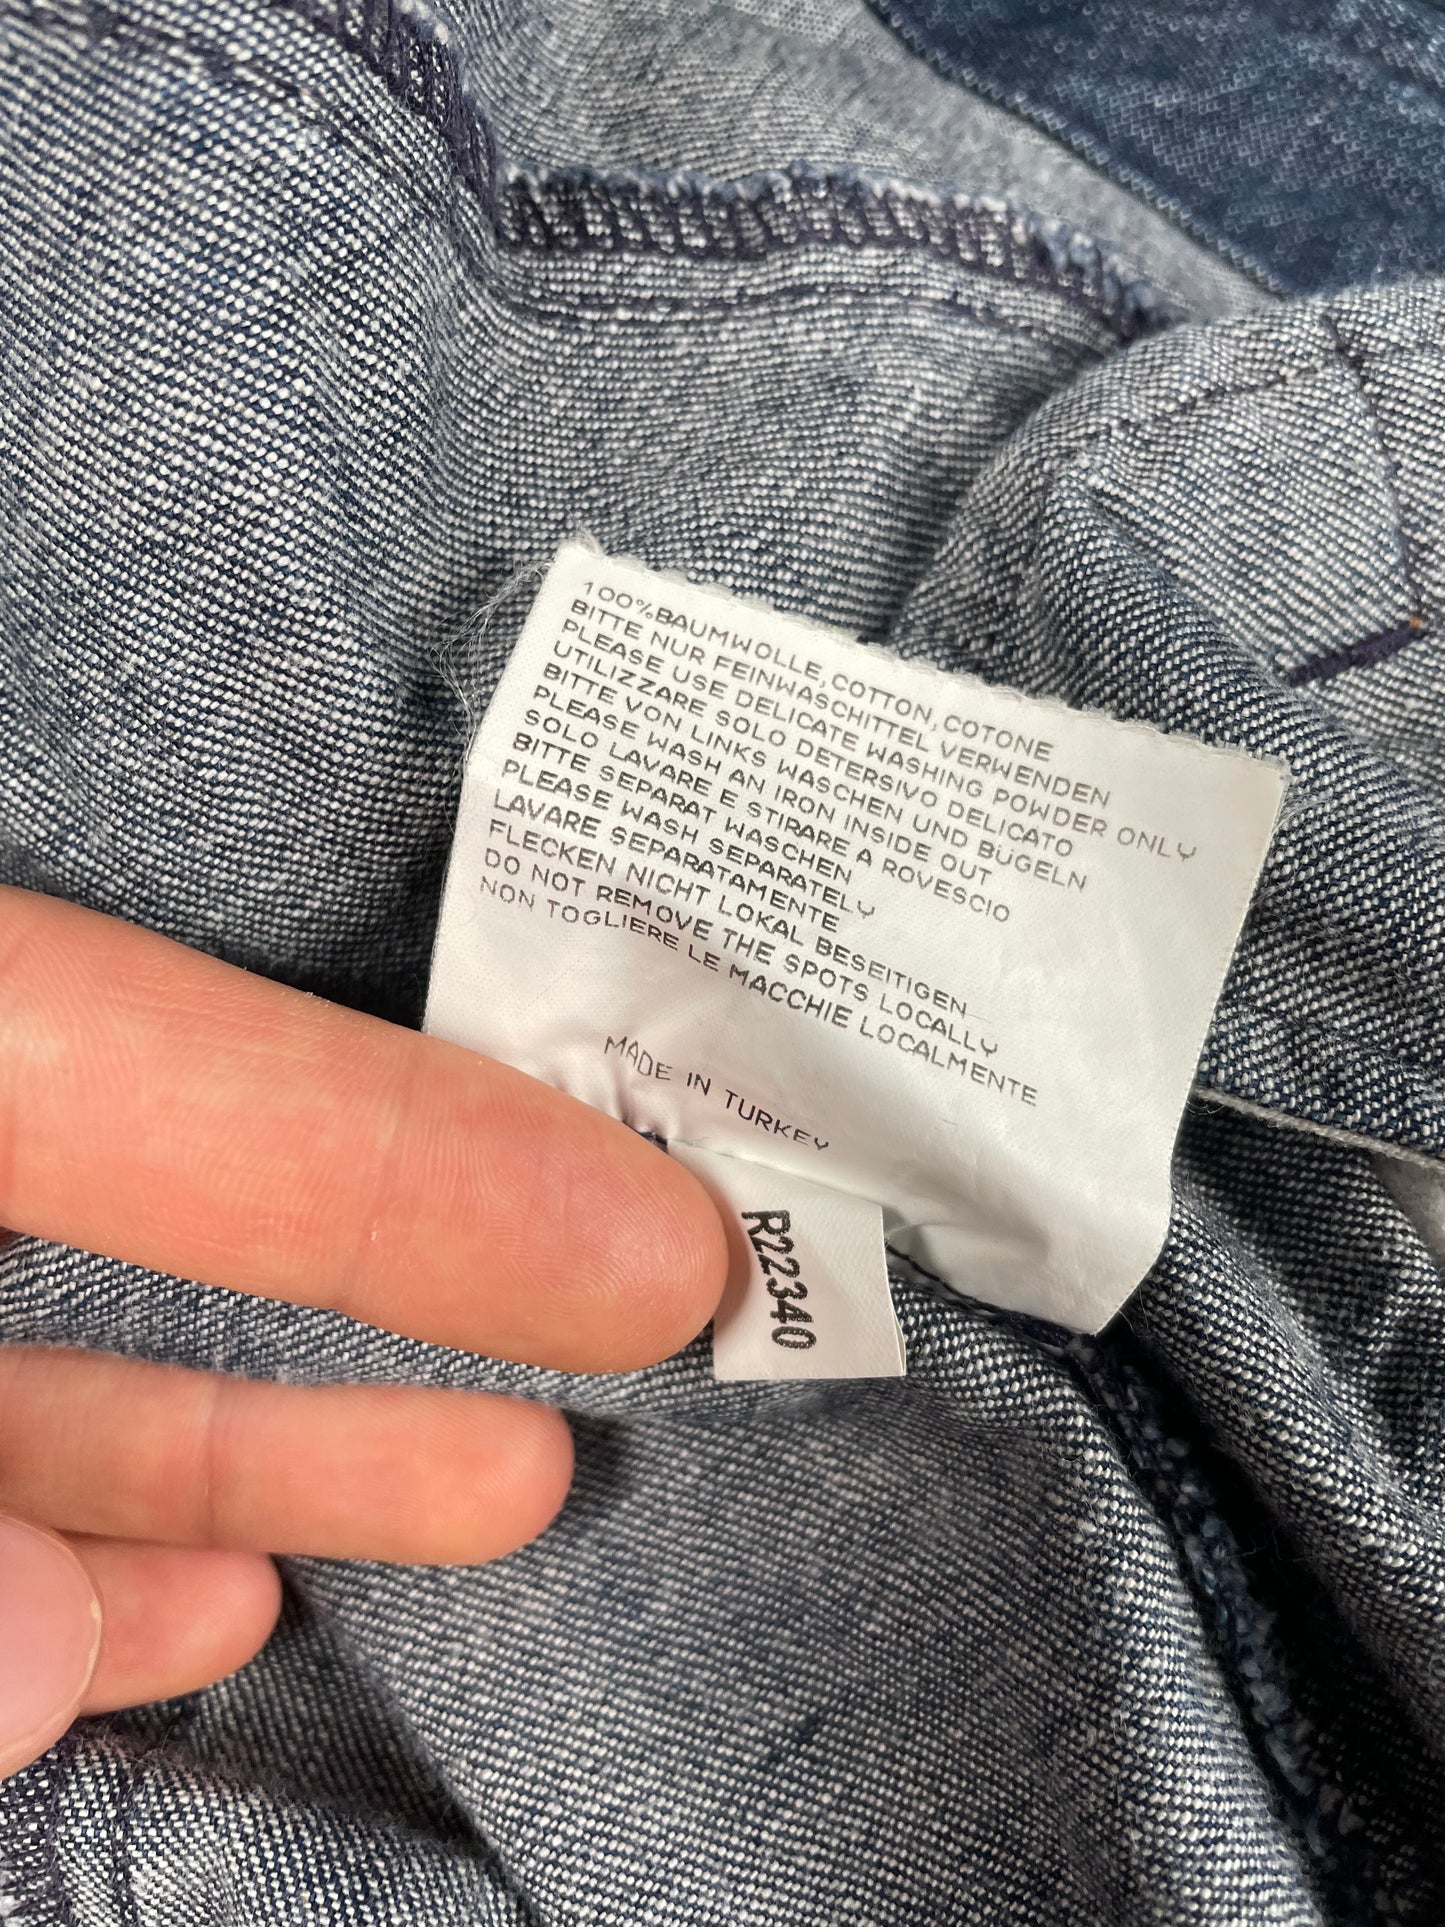 100%BAUMWOLLE, COTTON, COTONE
BITTE NUR FEINWASCHITTEL VERWENDEN
PLEASE USE DELICATE WASHING POWDER ONLY
UTILIZZARE SOLO DETERSIVO DELICATO
BITTE VON LINKS WASCHEN UND BÜGELN
PLEASE WASH AN IRON INSIDE OUT
SOLO LAVARE E STIRARE A ROVESCIO
BITTE SEPARAT WASCHEN
PLEASE WASH SEPARATELY
LAVARE SEPARATAMENTE
FLECKEN NICHT LOKAL BESEITIGEN
DO NOT REMOVE THE SPOTS LOCALLY
NON TOGLIERE LE MACCHIE LOCALMENTE
MADE IN TURKEY
R22340